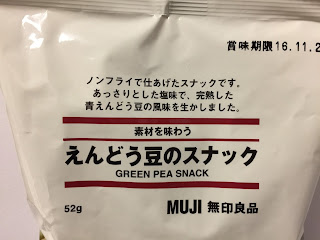 賞味期限16.11.2
ノンフライで仕あげたスナックです。
あっさりとした塩味で、完熟した
青えんどう豆の風味を生かしました。
素材を味わう
えんどう豆のスナック
GREEN PEA SNACK
52g
MUJI 無印良品